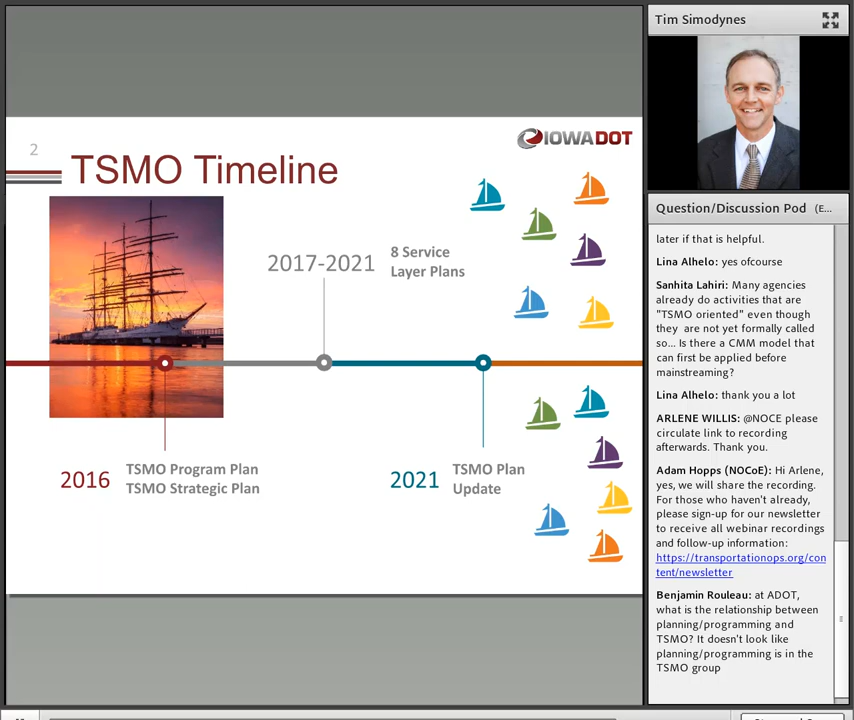 2
IOWADOT
TSMO Timeline
2017-2021
8 Service
Layer Plans
2016
TSMO Program Plan
TSMO Strategic Plan
2021
TSMO Plan
Update
Tim Simodynes
Question/Discussion Pod (E...
later if that is helpful.
Lina Alhelo: yes ofcourse
Sanhita Lahiri: Many agencies
already do activities that are
"TSMO oriented" even though
they are not yet formally called
so... Is there a CMM model that
can first be applied before
mainstreaming?
Lina Alhelo: thank you a lot
ARLENE WILLIS: @NOCE please
circulate link to recording
afterwards. Thank you.
Adam Hopps (NOCoE): Hi Arlene,
yes, we will share the recording.
For those who haven't already,
please sign-up for our newsletter
to receive all webinar recordings
and follow-up information:
https://transportationops.org/con
tent/newsletter
Benjamin Rouleau: at ADOT,
what is the relationship between
planning/programming and
TSMO? It doesn't look like
planning/programming is in the
TSMO group